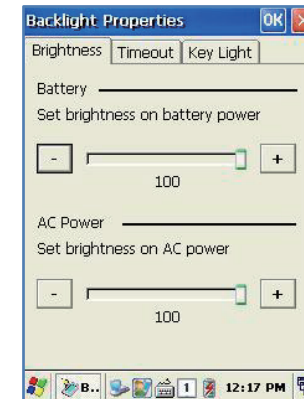 Backlight Properties OK
Brightness Timeout Key Light
Battery
Set brightness on battery power
- +
100
AC Power
Set brightness on AC power
- +
100
B.. 1 12:17 PM